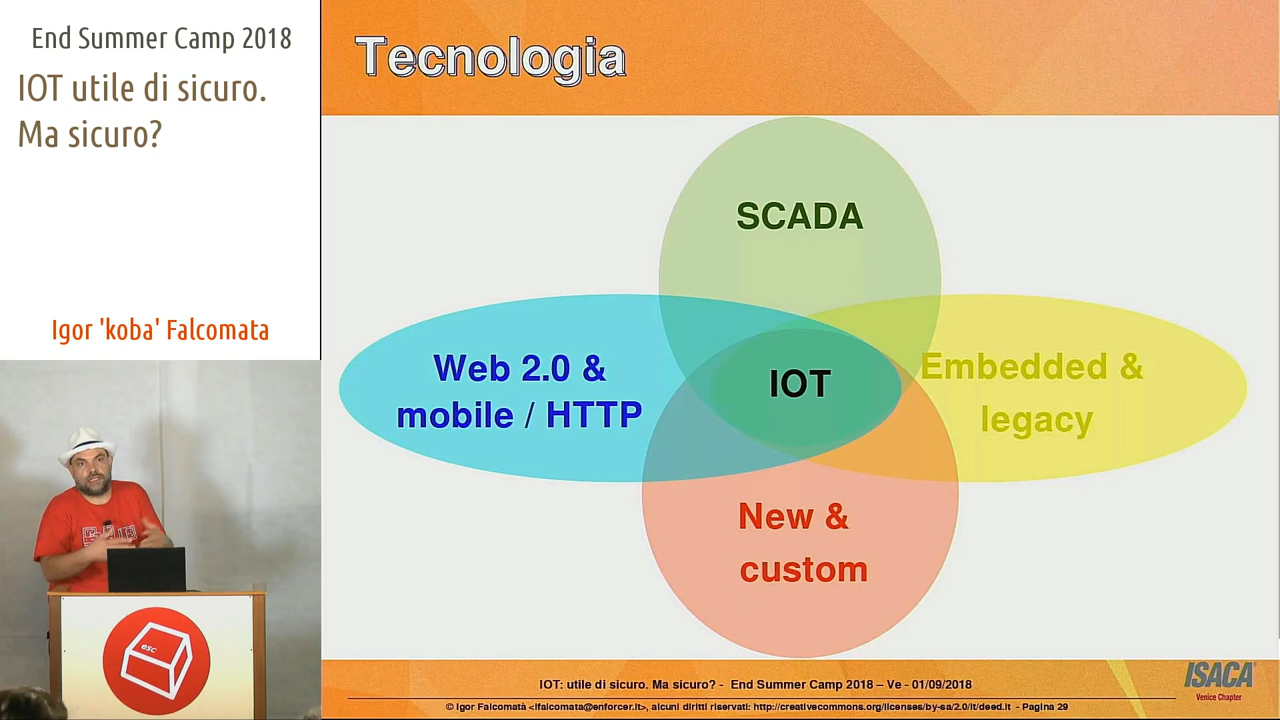 End Summer Camp 2018
IOT utile di sicuro.
Ma sicuro?
Igor 'koba' Falcomata
Tecnologia
SCADA
Web 2.0 &
mobile / HTTP
IOT
Embedded &
legacy
New &
custom
esc
IOT: utile di sicuro. Ma sicuro? - End Summer Camp 2018 – Ve - 01/09/2018
© Igor Falcomatà <ifalcomata@enforcer.it>, alcuni diritti riservati: http://creativecommons.org/licenses/by-sa/2.0/it/deed.it - Pagina 29
ISACA
Venice Chapter